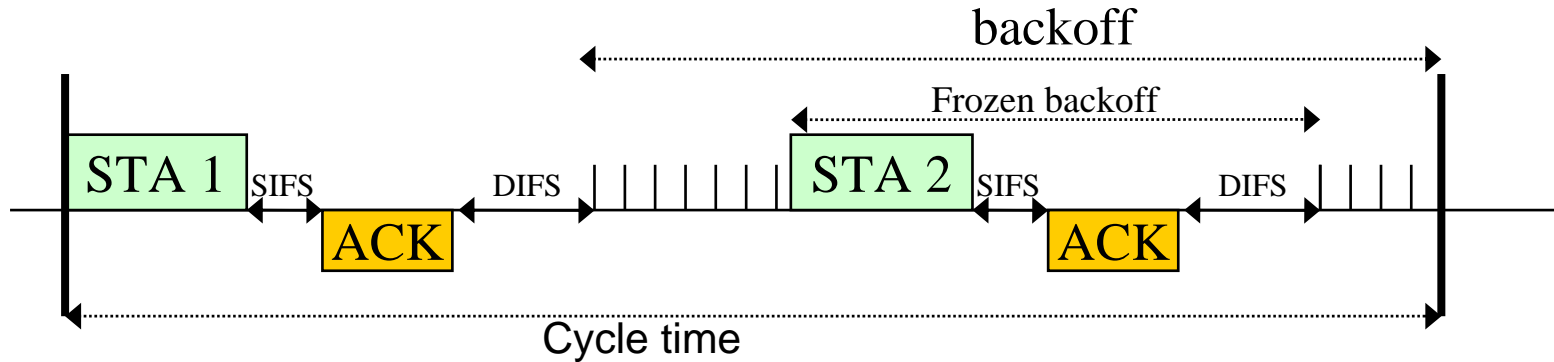 backoff
Frozen backoff
STA 1
SIFS
DIFS
STA 2
SIFS
DIFS
ACK
ACK
Cycle time